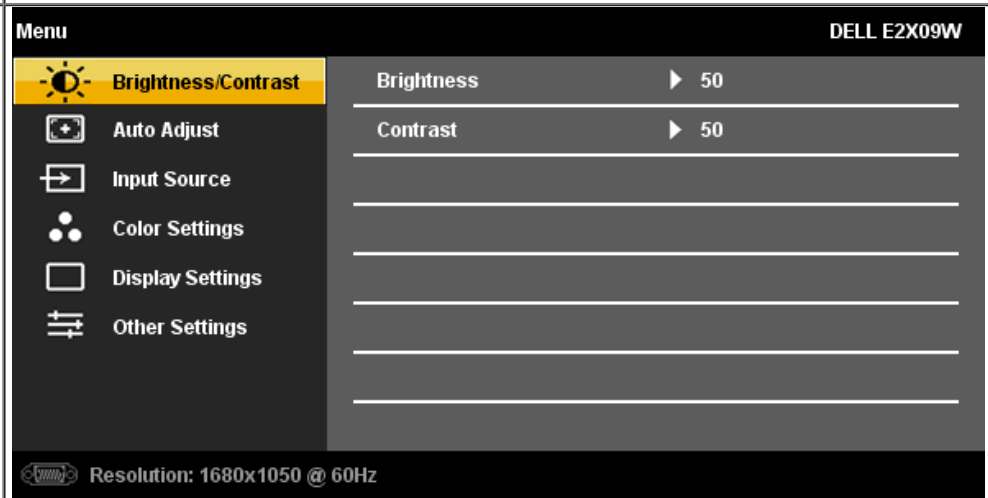 Menu DELL E2X09W
Brightness/Contrast Brightness 50
Auto Adjust Contrast 50
Input Source
Color Settings
Display Settings
Other Settings
Resolution: 1680x1050 @ 60Hz